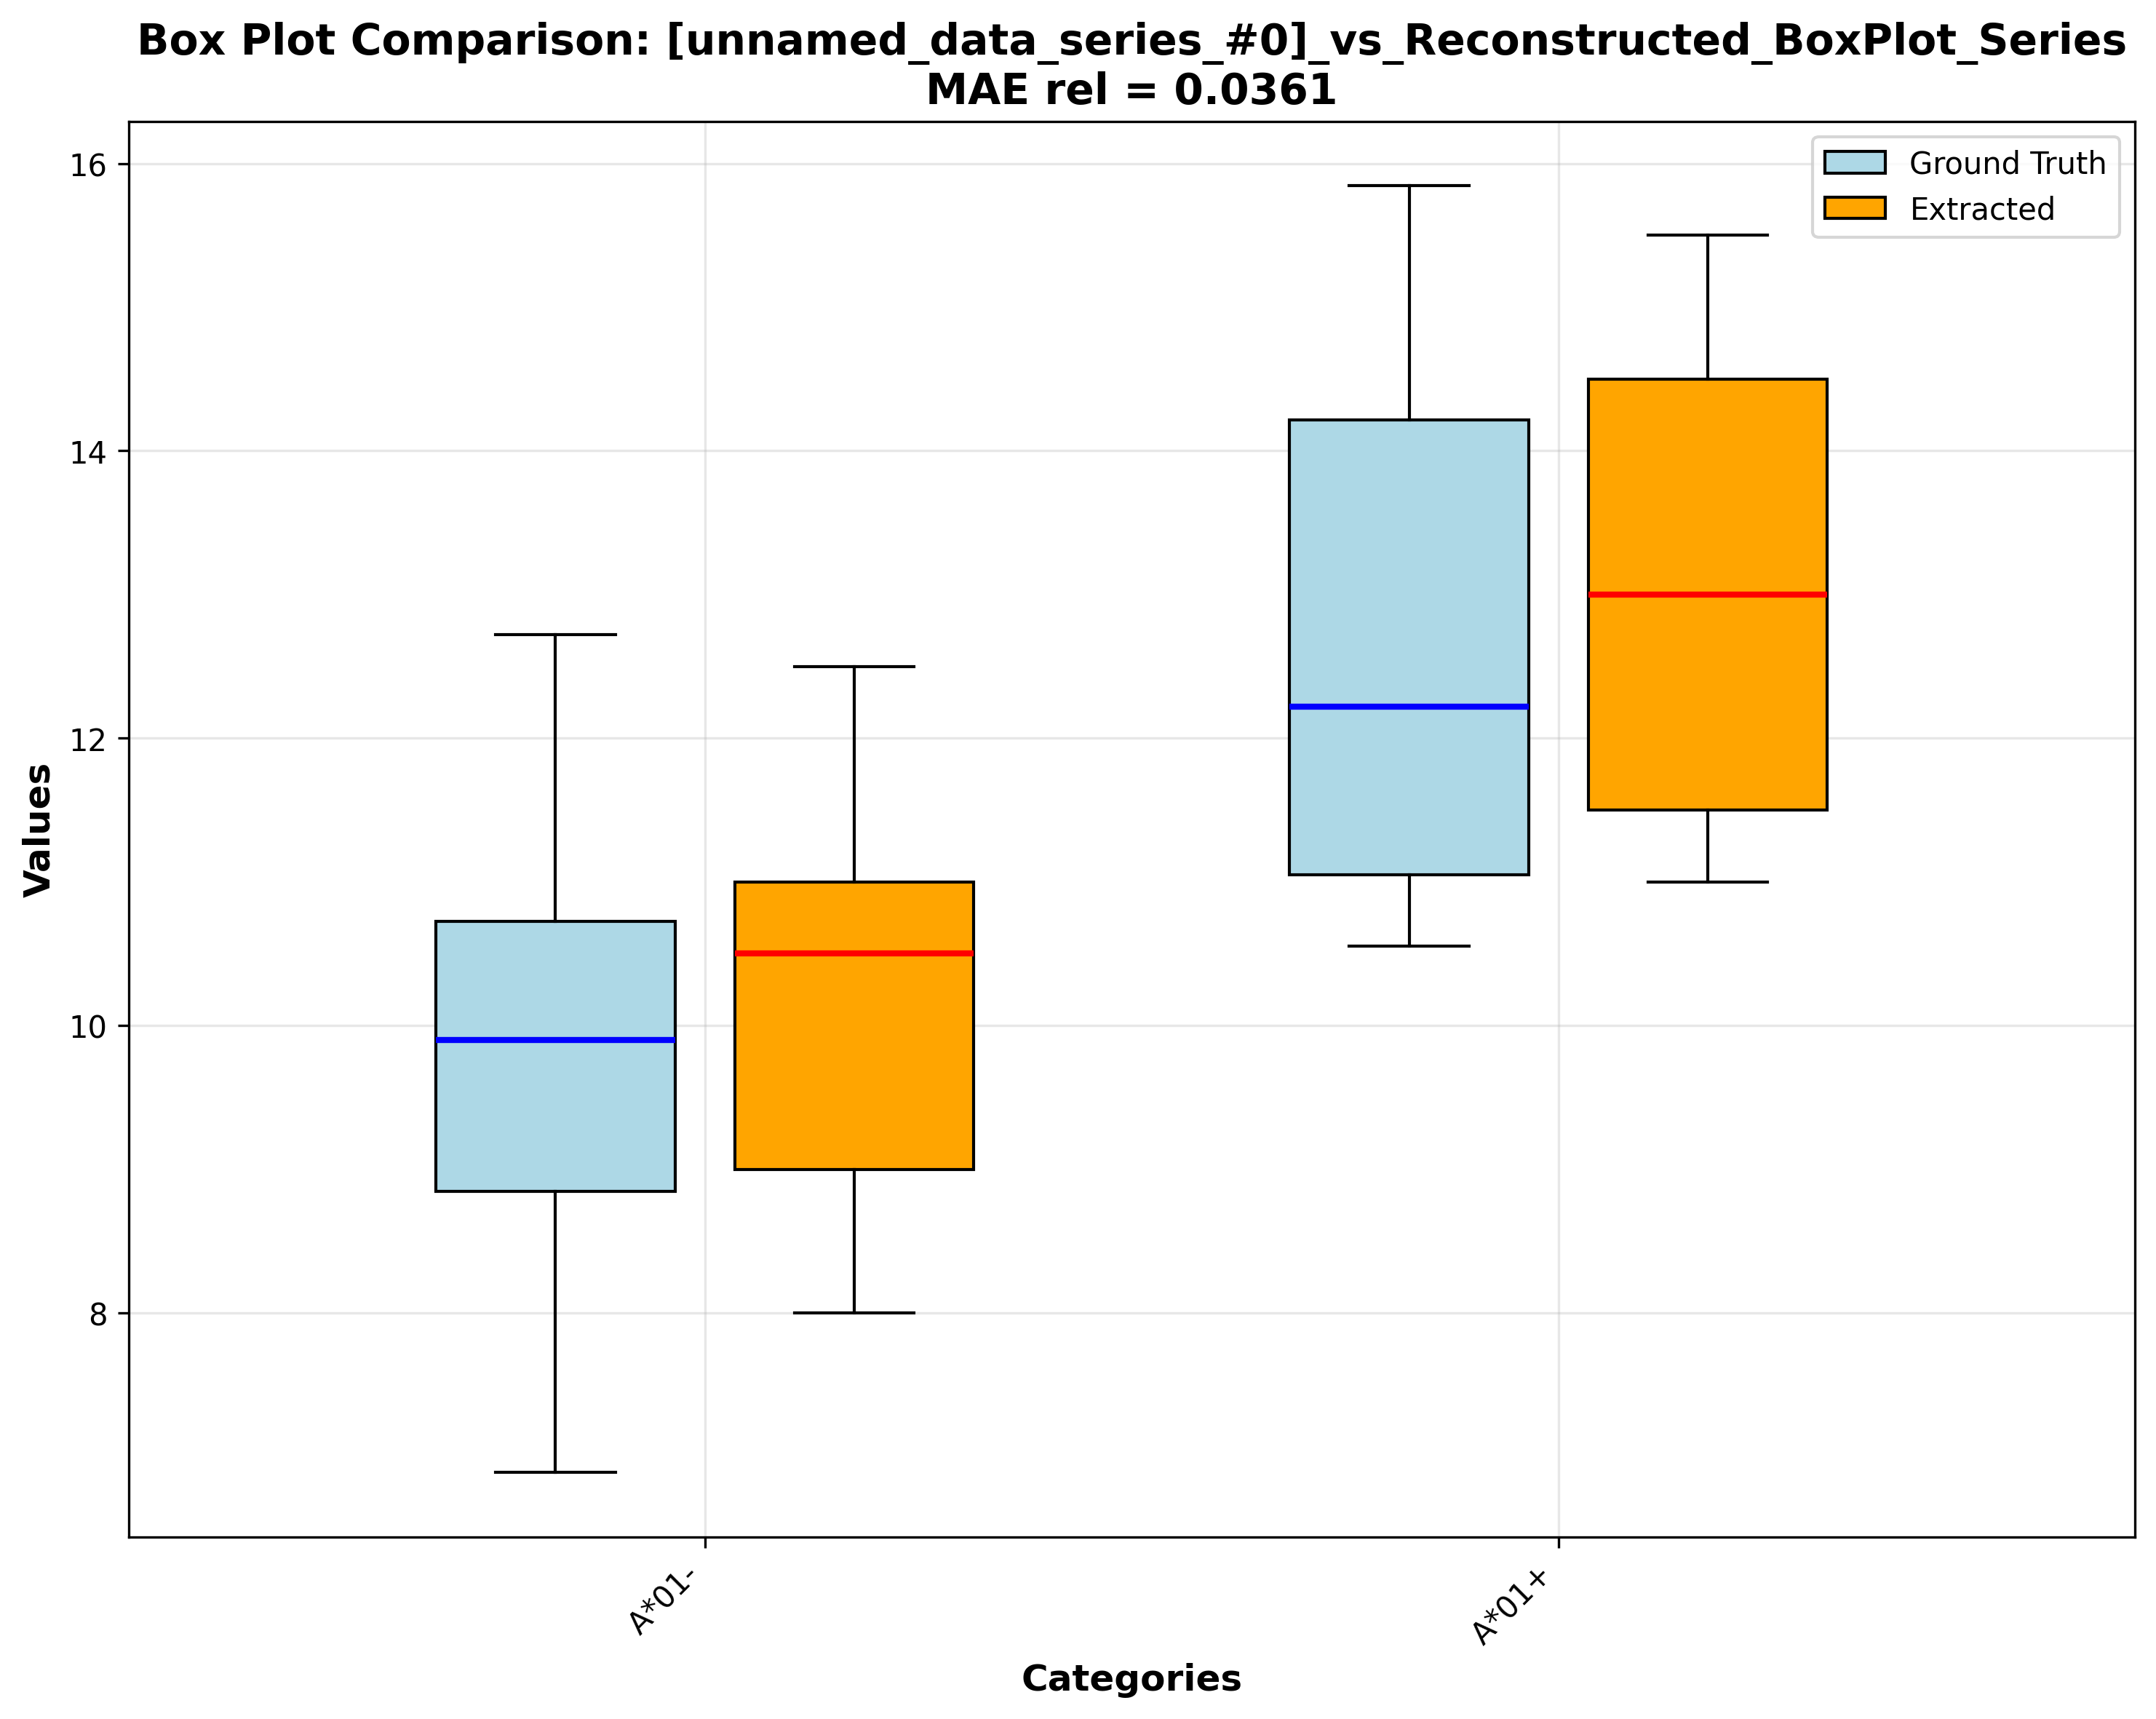 Box Plot Comparison: [unnamed_data_series_#0]_vs_Reconstructed_BoxPlot_Series
MAE rel = 0.0361
Ground Truth
Extracted
16
14
12
10
8
Values
A*01-
A*01+
Categories